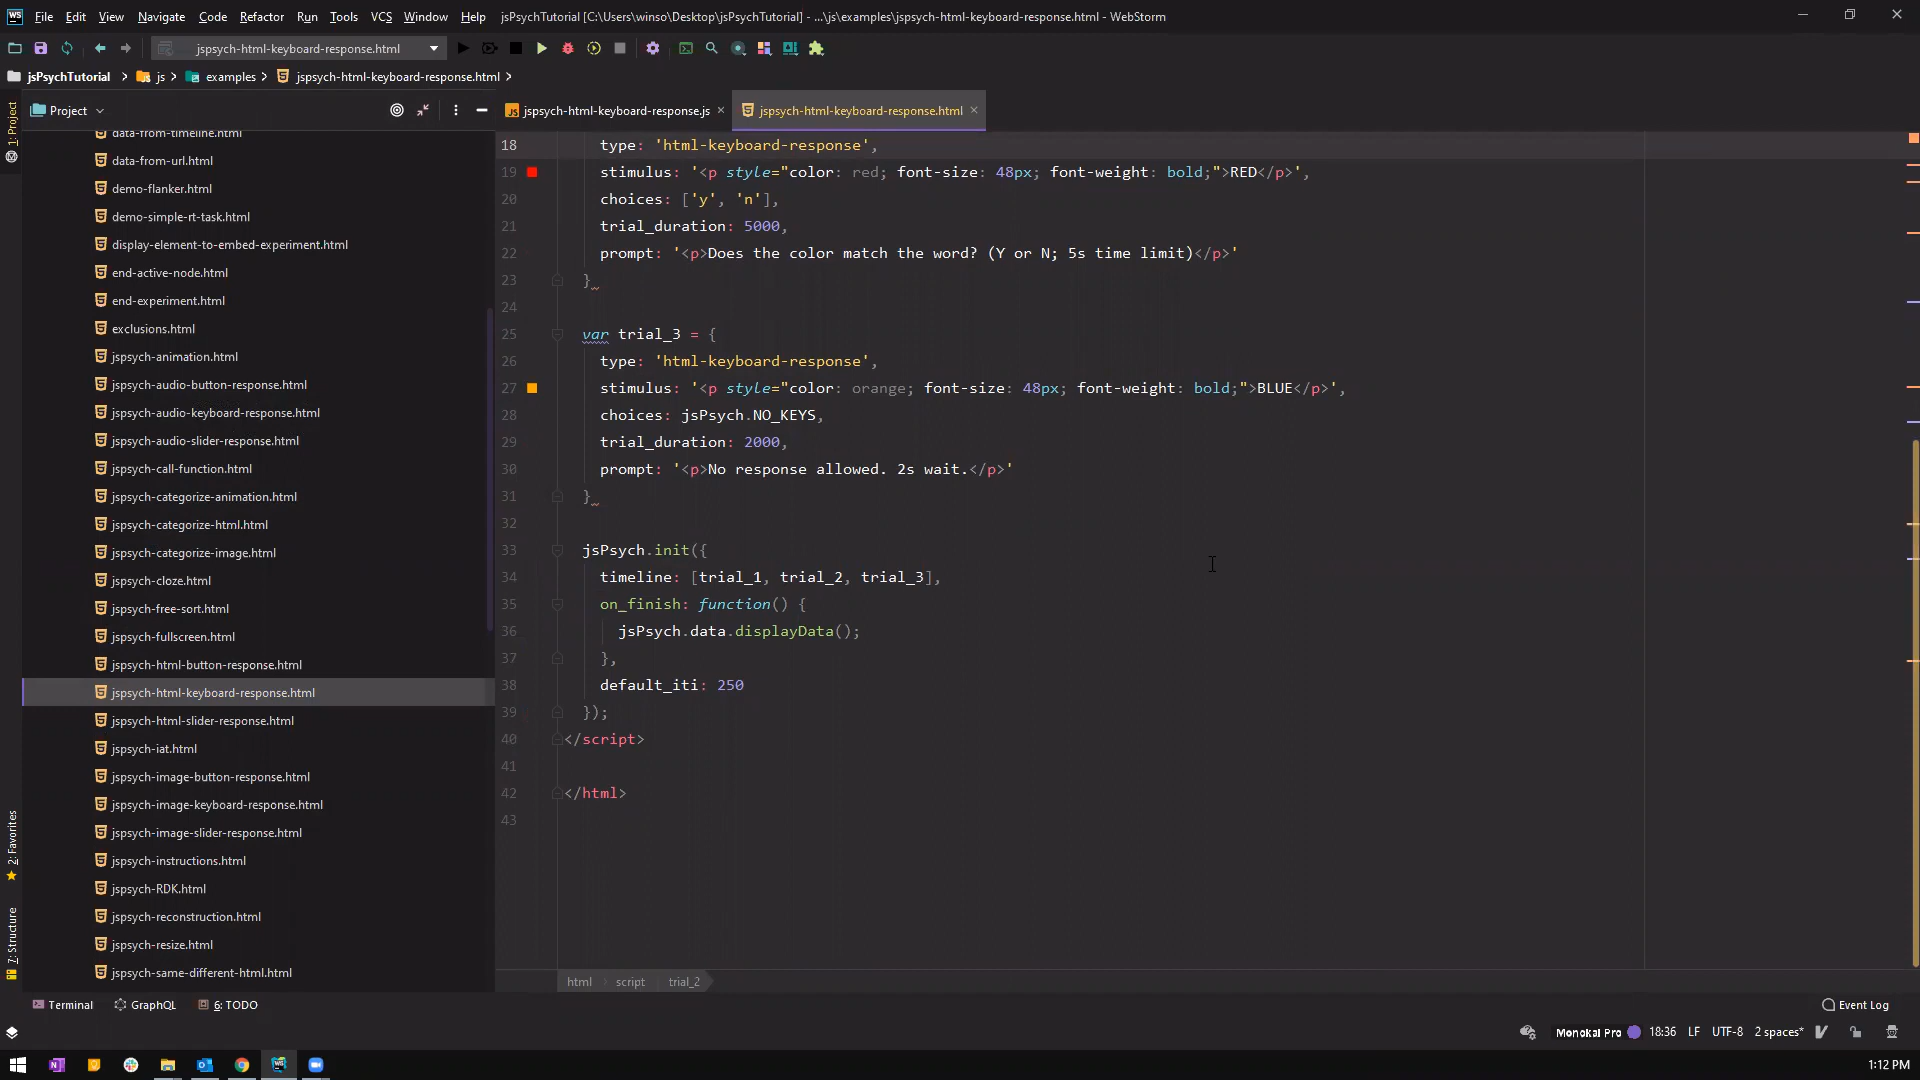 WS File Edit View Navigate Code Refactor Run Tools VCS Window Help jsPsychTutorial [C:\Users\winso\Desktop\jsPsychTutorial] - ...\js\examples\jspsych-html-keyboard-response.html - WebStorm
jspsych-html-keyboard-response.html
jsPsychTutorial js examples jspsych-html-keyboard-response.html
1: Project
Project
data-from-timeline.html
data-from-url.html
demo-flanker.html
demo-simple-rt-task.html
display-element-to-embed-experiment.html
end-active-node.html
end-experiment.html
exclusions.html
jspsych-animation.html
jspsych-audio-button-response.html
jspsych-audio-keyboard-response.html
jspsych-audio-slider-response.html
jspsych-call-function.html
jspsych-categorize-animation.html
jspsych-categorize-html.html
jspsych-categorize-image.html
jspsych-cloze.html
jspsych-free-sort.html
jspsych-fullscreen.html
jspsych-html-button-response.html
jspsych-html-keyboard-response.html
jspsych-html-slider-response.html
jspsych-iat.html
jspsych-image-button-response.html
jspsych-image-keyboard-response.html
jspsych-image-slider-response.html
jspsych-instructions.html
jspsych-RDK.html
jspsych-reconstruction.html
jspsych-resize.html
jspsych-same-different-html.html
2: Favorites
7: Structure
jspsych-html-keyboard-response.js jspsych-html-keyboard-response.html
18 type: 'html-keyboard-response',
19 stimulus: '<p style="color: red; font-size: 48px; font-weight: bold;">RED</p>',
20 choices: ['y', 'n'],
21 trial_duration: 5000,
22 prompt: '<p>Does the color match the word? (Y or N; 5s time limit)</p>'
23 }
24
25 var trial_3 = {
26 type: 'html-keyboard-response',
27 stimulus: '<p style="color: orange; font-size: 48px; font-weight: bold;">BLUE</p>',
28 choices: jsPsych.NO_KEYS,
29 trial_duration: 2000,
30 prompt: '<p>No response allowed. 2s wait.</p>'
31 }
32
33 jsPsych.init({
34 timeline: [trial_1, trial_2, trial_3],
35 on_finish: function() {
36 jsPsych.data.displayData();
37 },
38 default_iti: 250
39 });
40 </script>
41
42 </html>
43
html script trial_2
Terminal GraphQL 6: TODO Event Log
Monokai Pro 18:36 LF UTF-8 2 spaces*
1:12 PM